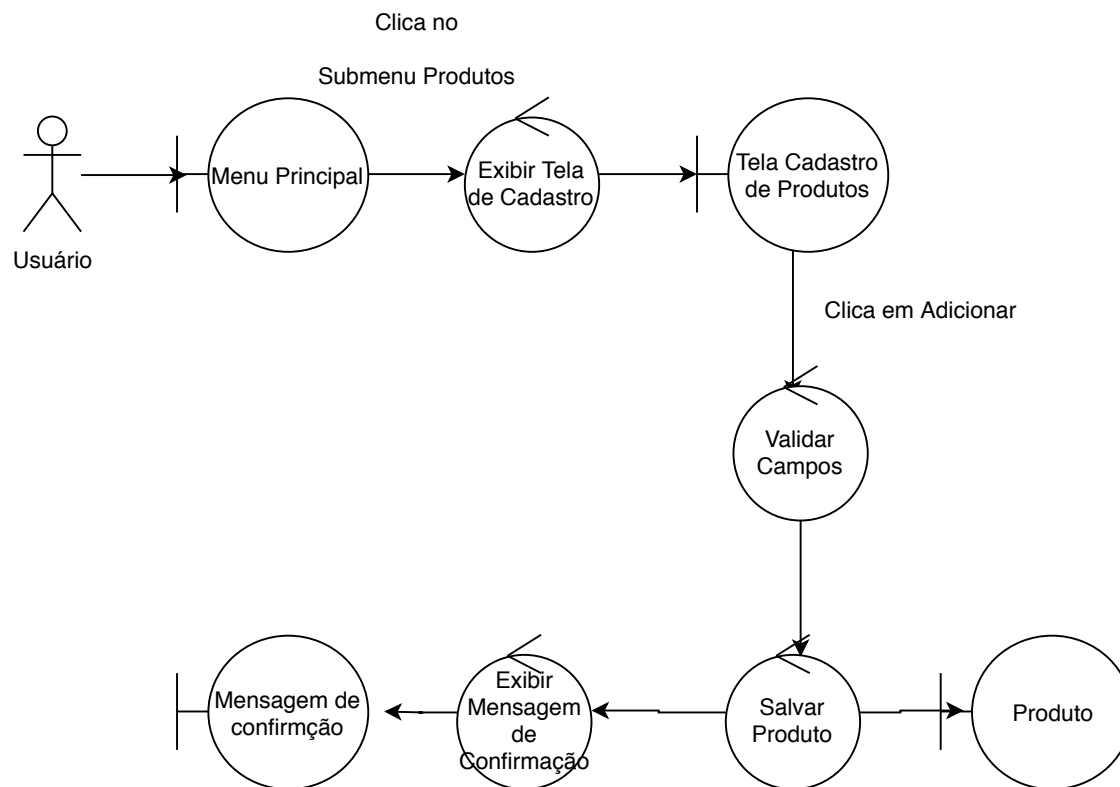 Clica no
Submenu Produtos
Usuário
Menu Principal
Exibir Tela
de Cadastro
Tela Cadastro
de Produtos
Clica em Adicionar
Validar
Campos
Mensagem de
confirmção
Exibir
Mensagem
de
Confirmação
Salvar
Produto
Produto